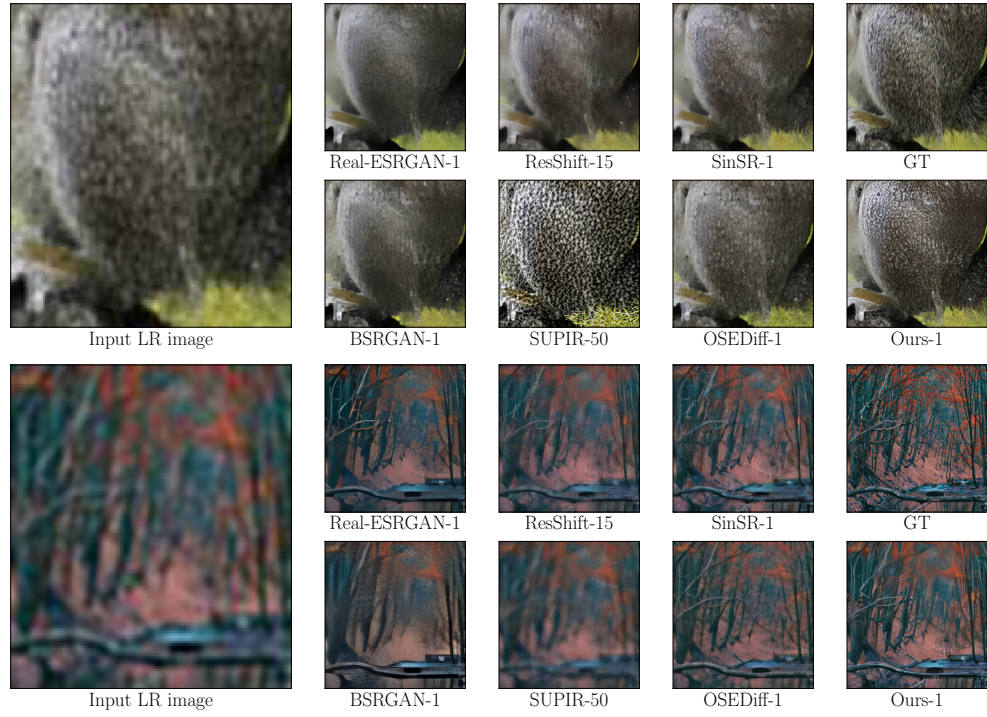 Real-ESRGAN-1 ResShift-15 SinSR-1 GT
Input LR image BSRGAN-1 SUPIR-50 OSEDiff-1 Ours-1
Real-ESRGAN-1 ResShift-15 SinSR-1 GT
Input LR image BSRGAN-1 SUPIR-50 OSEDiff-1 Ours-1